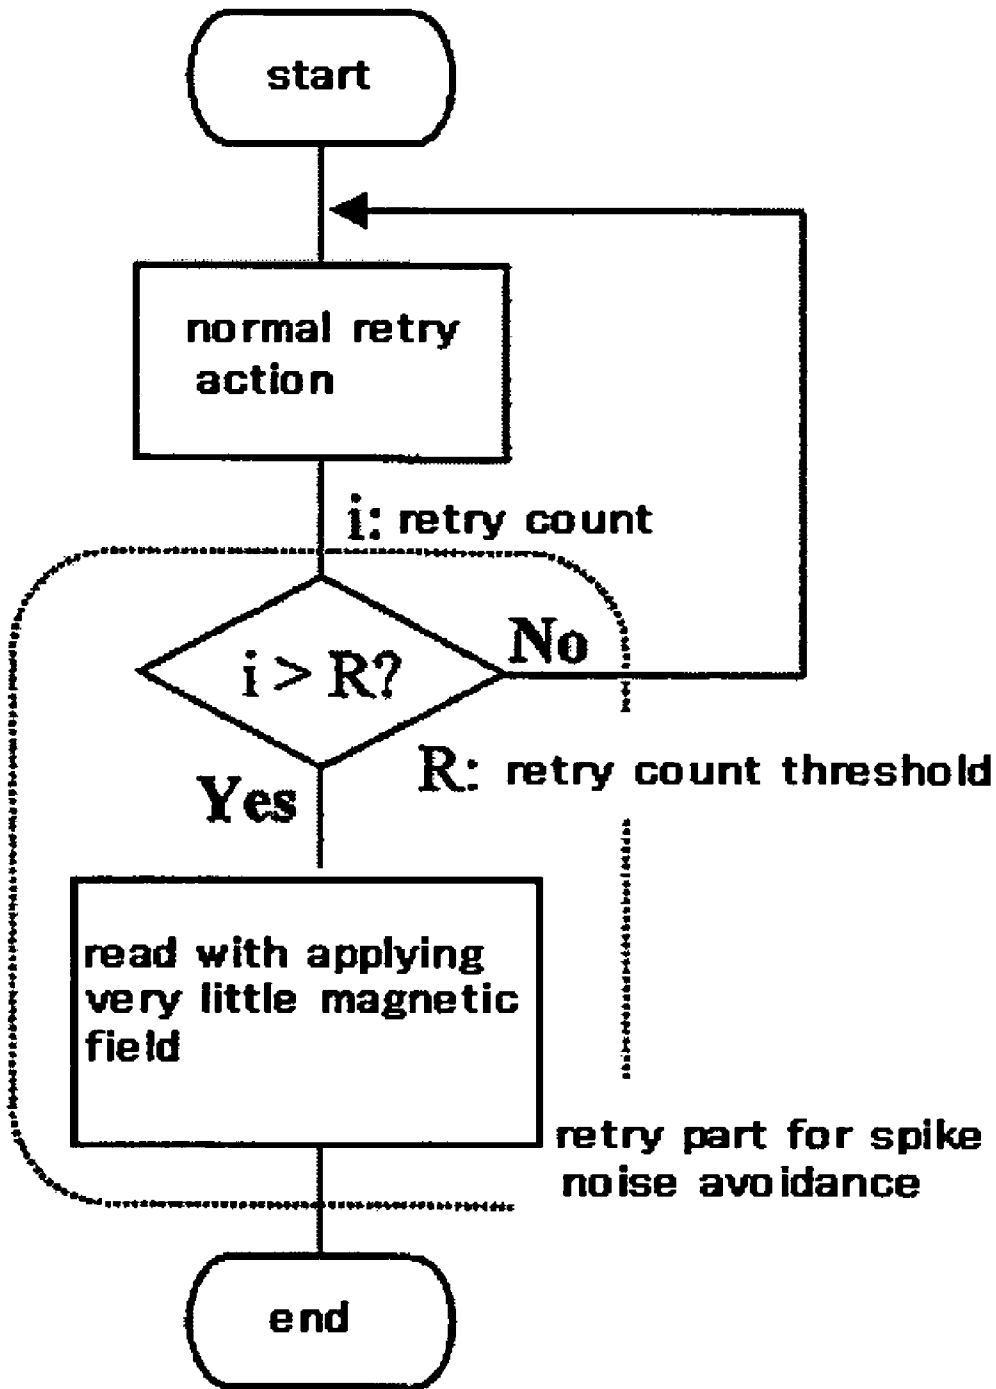 start
normal retry
action
i: retry count
i > R?
No
Yes
R: retry count threshold
read with applying
very little magnetic
field
retry part for spike
noise avoidance
end